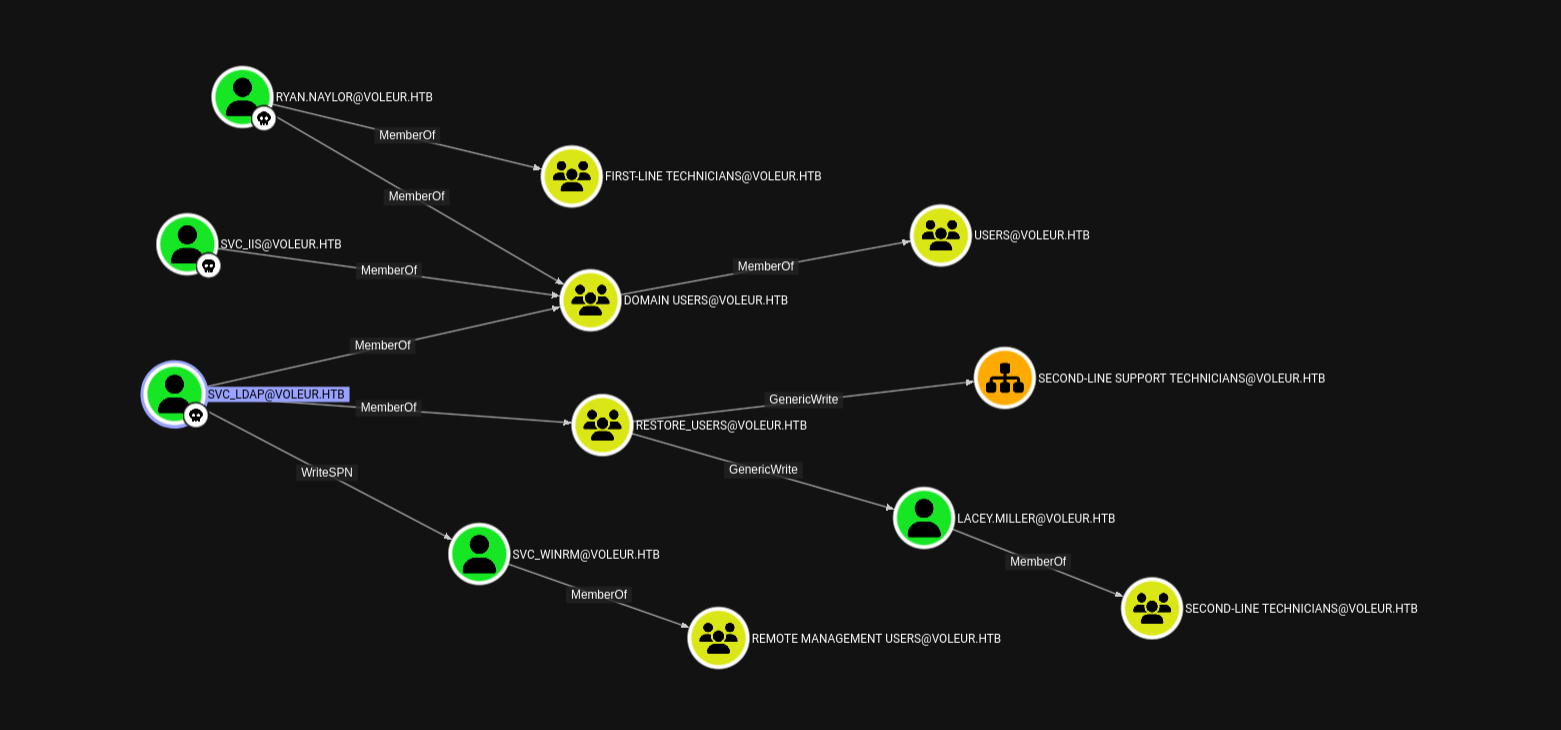 RYAN.NAYLOR@VOLEUR.HTB
MemberOf
FIRST-LINE TECHNICIANS@VOLEUR.HTB
MemberOf
USERS@VOLEUR.HTB
SVC_IIS@VOLEUR.HTB
MemberOf
MemberOf
DOMAIN USERS@VOLEUR.HTB
MemberOf
SECOND-LINE SUPPORT TECHNICIANS@VOLEUR.HTB
SVC_LDAP@VOLEUR.HTB
GenericWrite
MemberOf
RESTORE_USERS@VOLEUR.HTB
GenericWrite
WriteSPN
LACEY.MILLER@VOLEUR.HTB
SVC_WINRM@VOLEUR.HTB
MemberOf
MemberOf
SECOND-LINE TECHNICIANS@VOLEUR.HTB
REMOTE MANAGEMENT USERS@VOLEUR.HTB